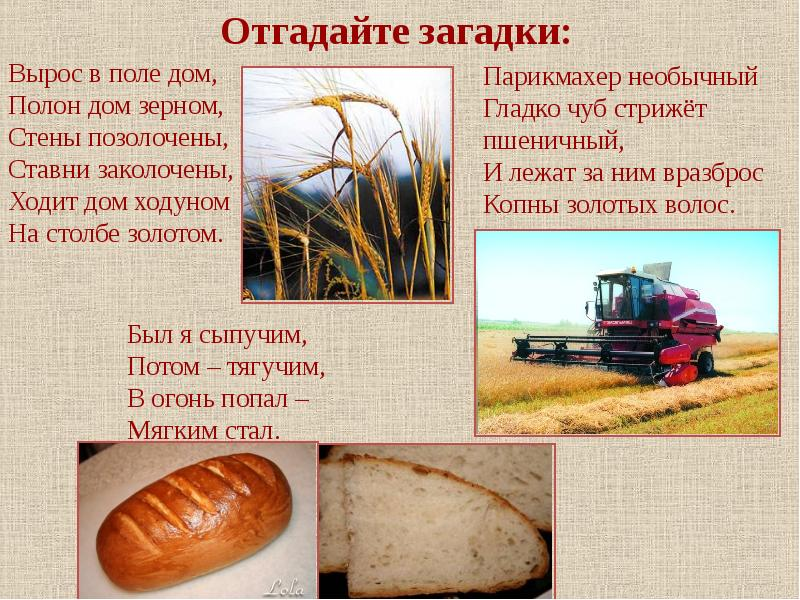 Отгадайте загадки:
Вырос в поле дом,
Полон дом зерном,
Стены позолочены,
Ставни заколочены,
Ходит дом ходуном
На столбе золотом.
Парикмахер необычный
Гладко чуб стрижёт
пшеничный,
И лежат за ним вразброс
Копны золотых волос.
Был я сыпучим,
Потом – тягучим,
В огонь попал –
Мягким стал.
Lola